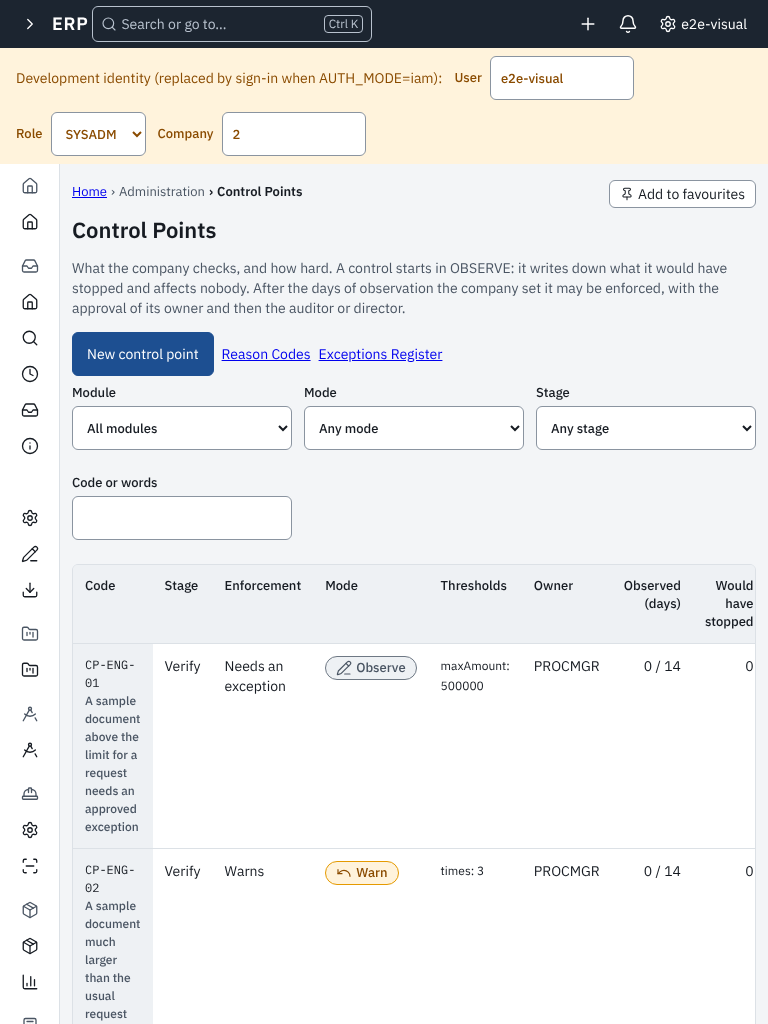 ERP
Search or go to...
Ctrl K
e2e-visual
Development identity (replaced by sign-in when AUTH_MODE=iam):
User
e2e-visual
Role
SYSADM
Company
2
Home › Administration › Control Points
Add to favourites
Control Points
What the company checks, and how hard. A control starts in OBSERVE: it writes down what it would have
stopped and affects nobody. After the days of observation the company set it may be enforced, with the
approval of its owner and then the auditor or director.
New control point
Reason Codes
Exceptions Register
Module
Mode
Stage
All modules
Any mode
Any stage
Code or words
Code
Stage
Enforcement
Mode
Thresholds
Owner
Observed
(days)
Would
have
stopped
CP-ENG-
01
A sample
document
above the
limit for a
request
needs an
approved
exception
Verify
Needs an
exception
Observe
maxAmount:
500000
PROCMGR
0 / 14
0
CP-ENG-
02
A sample
document
much
larger
than the
usual
request
Verify
Warns
Warn
times: 3
PROCMGR
0 / 14
0